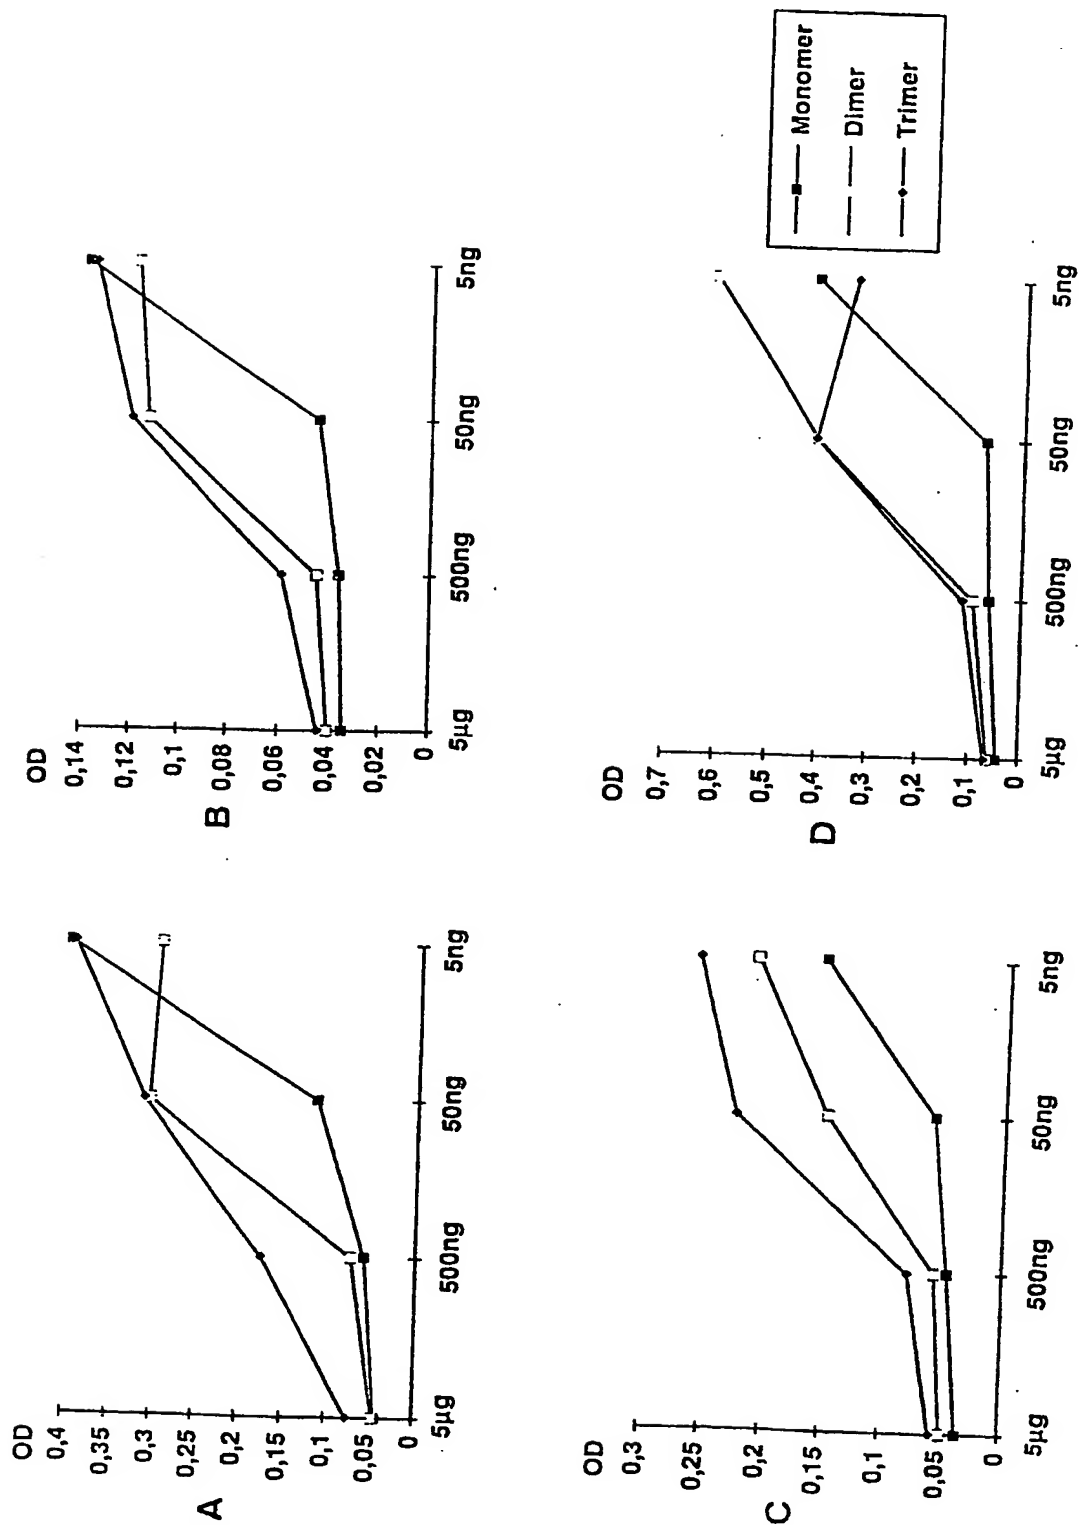 A
OD
0,4
0,35
0,3
0,25
0,2
0,15
0,1
0,05
0
5µg
500ng
50ng
5ng
B
OD
0,14
0,12
0,1
0,08
0,06
0,04
0,02
0
5µg
500ng
50ng
5ng
C
OD
0,3
0,25
0,2
0,15
0,1
0,05
0
5µg
500ng
50ng
5ng
D
OD
0,7
0,6
0,5
0,4
0,3
0,2
0,1
0
5µg
500ng
50ng
5ng
Monomer
Dimer
Trimer